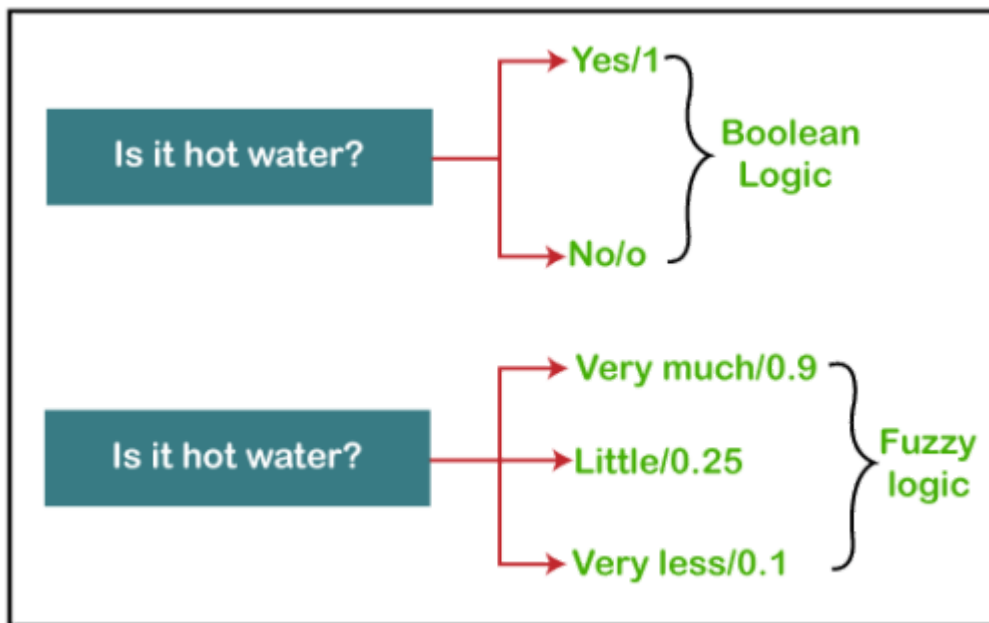 Is it hot water?
Yes/1
No/o
Boolean
Logic
Is it hot water?
Very much/0.9
Little/0.25
Very less/0.1
Fuzzy
logic